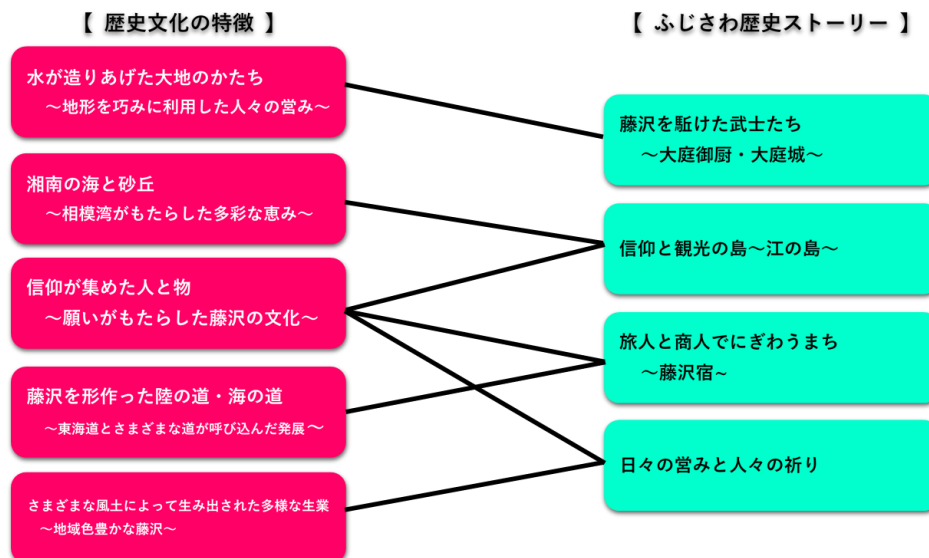 【 歴史文化の特徴 】
水が造りあげた大地のかたち
～地形を巧みに利用した人々の営み～
湘南の海と砂丘
～相模湾がもたらした多彩な恵み～
信仰が集めた人と物
～願いがもたらした藤沢の文化～
藤沢を形作った陸の道・海の道
～東海道とさまざまな道が呼び込んだ発展～
さまざまな風土によって生み出された多様な生業
～地域色豊かな藤沢～
【 ふじさわ歴史ストーリー 】
藤沢を駈けた武士たち
～大庭御厨・大庭城～
信仰と観光の島～江の島～
旅人と商人でにぎわうまち
～藤沢宿~
日々の営みと人々の祈り